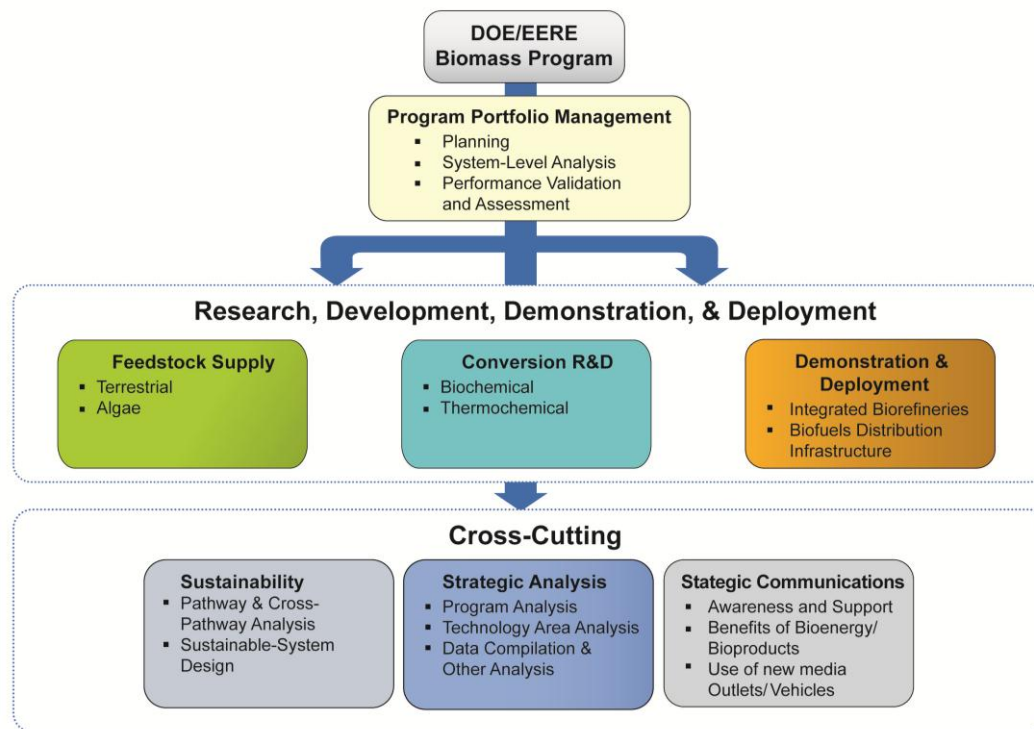 DOE/EERE
Biomass Program
Program Portfolio Management
▪ Planning
▪ System-Level Analysis
▪ Performance Validation
and Assessment
Research, Development, Demonstration, & Deployment
Feedstock Supply
▪ Terrestrial
▪ Algae
Conversion R&D
▪ Biochemical
▪ Thermochemical
Demonstration &
Deployment
▪ Integrated Biorefineries
▪ Biofuels Distribution
Infrastructure
Cross-Cutting
Sustainability
▪ Pathway & Cross-
Pathway Analysis
▪ Sustainable-System
Design
Strategic Analysis
▪ Program Analysis
▪ Technology Area Analysis
▪ Data Compilation &
Other Analysis
Stategic Communications
▪ Awareness and Support
▪ Benefits of Bioenergy/
Bioproducts
▪ Use of new media
Outlets/Vehicles